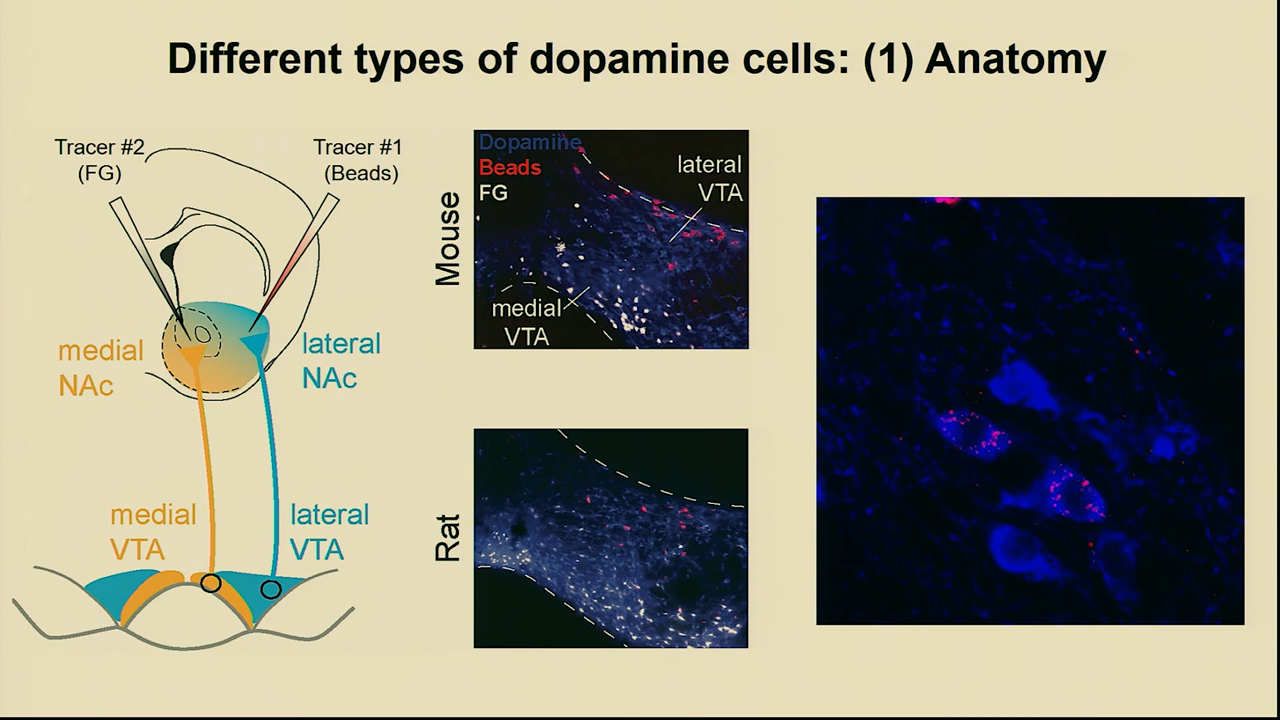 Different types of dopamine cells: (1) Anatomy
Tracer #2
(FG)
Tracer #1
(Beads)
medial
NAc
lateral
NAc
medial
VTA
lateral
VTA
Mouse
Dopamine
Beads
FG
lateral
VTA
medial
VTA
Rat